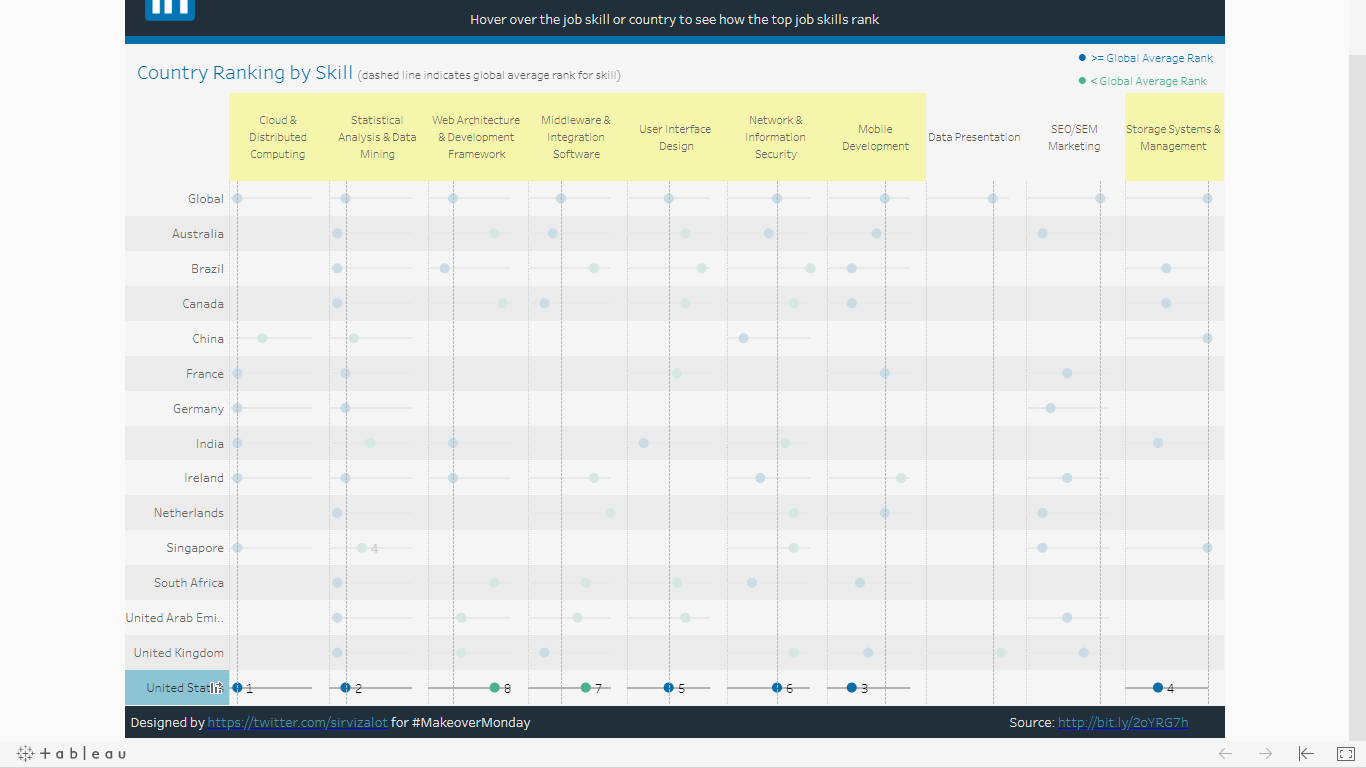 Hover over the job skill or country to see how the top job skills rank
Country Ranking by Skill (dashed line indicates global average rank for skill)
>= Global Average Rank
< Global Average Rank
Cloud &
Distributed
Computing
Statistical
Analysis & Data
Mining
Web Architecture
& Development
Framework
Middleware &
Integration
Software
User Interface
Design
Network &
Information
Security
Mobile
Development
Data Presentation
SEO/SEM
Marketing
Storage Systems &
Management
Global
Australia
Brazil
Canada
China
France
Germany
India
Ireland
Netherlands
Singapore 4
South Africa
United Arab Emi..
United Kingdom
1 2 8 7 5 6 3 4
Designed by https://twitter.com/sirvizalot for #MakeoverMonday
Source: http://bit.ly/2oYRG7h
+ a b | e a u